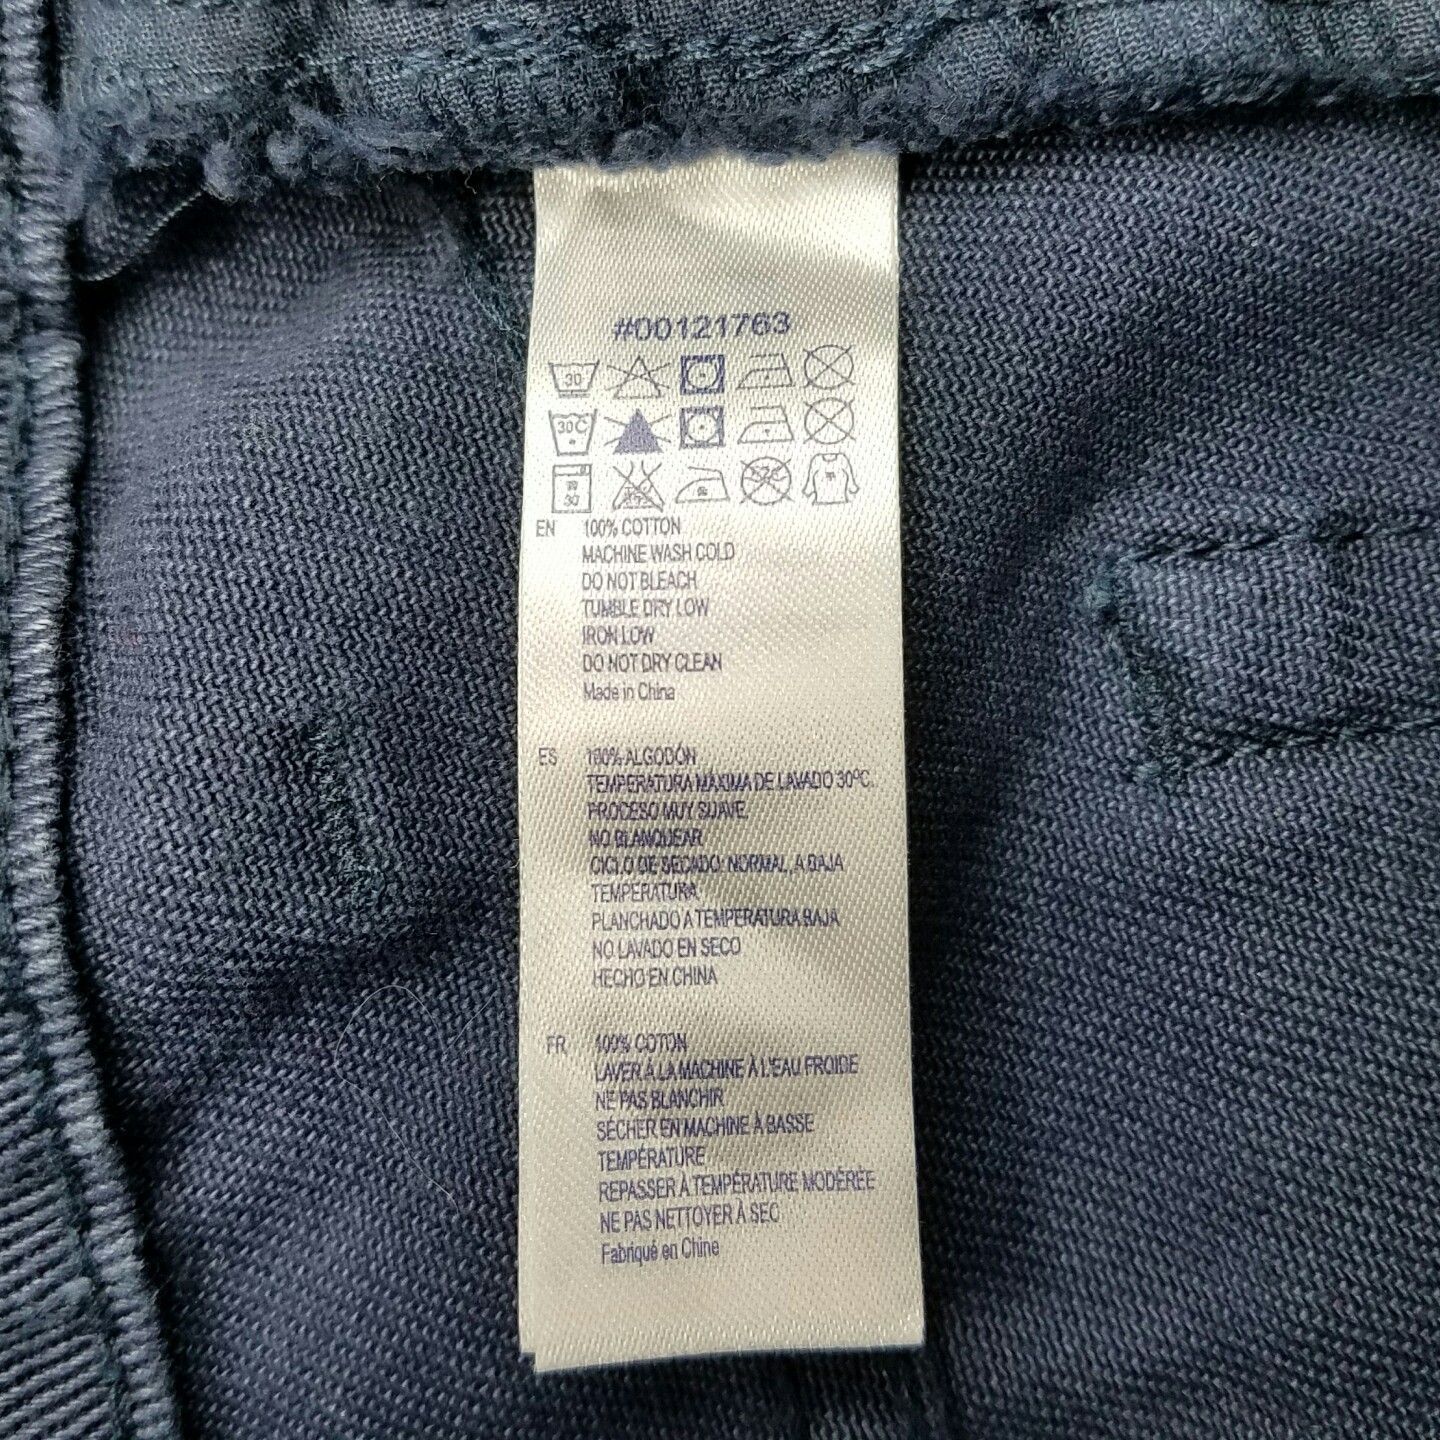 #00121763
30
30C
30
EN 100% COTTON
MACHINE WASH COLD
DO NOT BLEACH
TUMBLE DRY LOW
IRON LOW
DO NOT DRY CLEAN
Made in China
ES 100% ALGODÓN
TEMPERATURA MÁXIMA DE LAVADO 30ºC.
PROCESO MUY SUAVE.
NO BLANQUEAR
CICLO DE SECADO: NORMAL, A BAJA
TEMPERATURA
PLANCHADO A TEMPERATURA BAJA
NO LAVADO EN SECO
HECHO EN CHINA
FR 100% COTON
LAVER À LA MACHINE À L'EAU FROIDE
NE PAS BLANCHIR
SÉCHER EN MACHINE À BASSE
TEMPÉRATURE
REPASSER À TEMPÉRATURE MODÉRÉE
NE PAS NETTOYER À SEC
Fabriqué en Chine